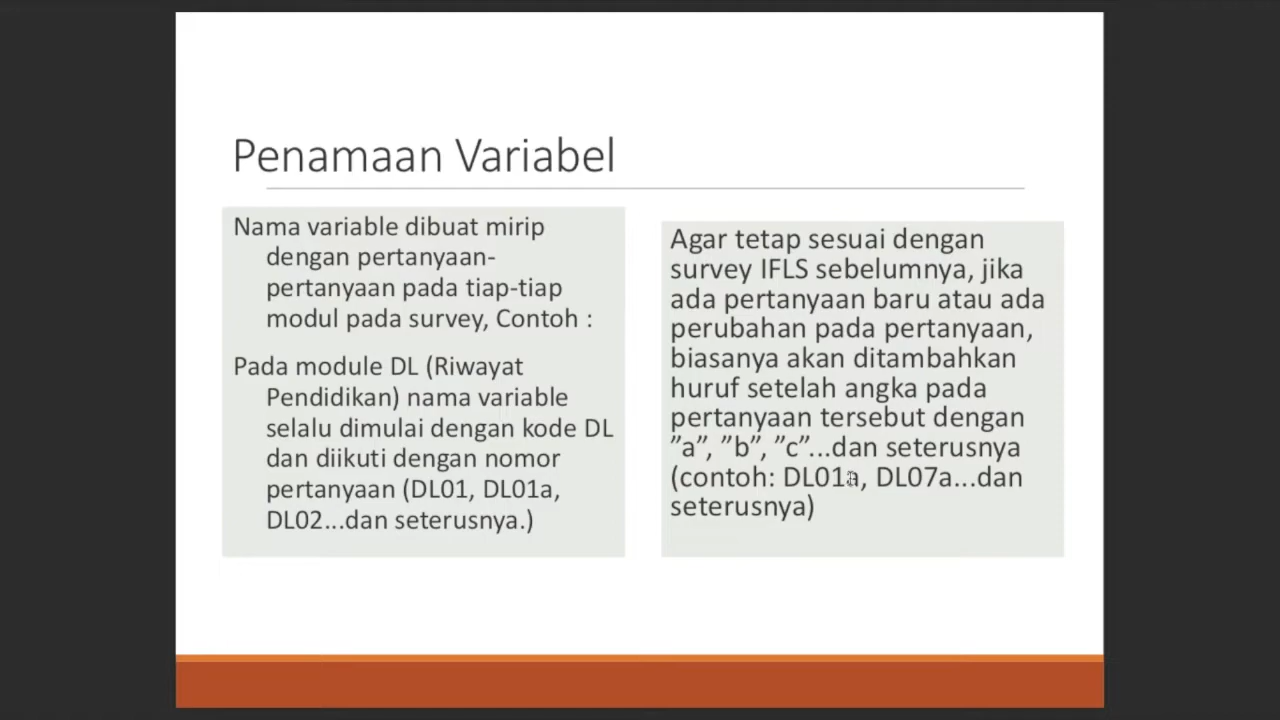 Penamaan Variabel
Nama variable dibuat mirip
dengan pertanyaan-
pertanyaan pada tiap-tiap
modul pada survey, Contoh :
Pada module DL (Riwayat
Pendidikan) nama variable
selalu dimulai dengan kode DL
dan diikuti dengan nomor
pertanyaan (DL01, DL01a,
DL02...dan seterusnya.)
Agar tetap sesuai dengan
survey IFLS sebelumnya, jika
ada pertanyaan baru atau ada
perubahan pada pertanyaan,
biasanya akan ditambahkan
huruf setelah angka pada
pertanyaan tersebut dengan
”a”, ”b”, ”c”...dan seterusnya
(contoh: DL01a, DL07a...dan
seterusnya)